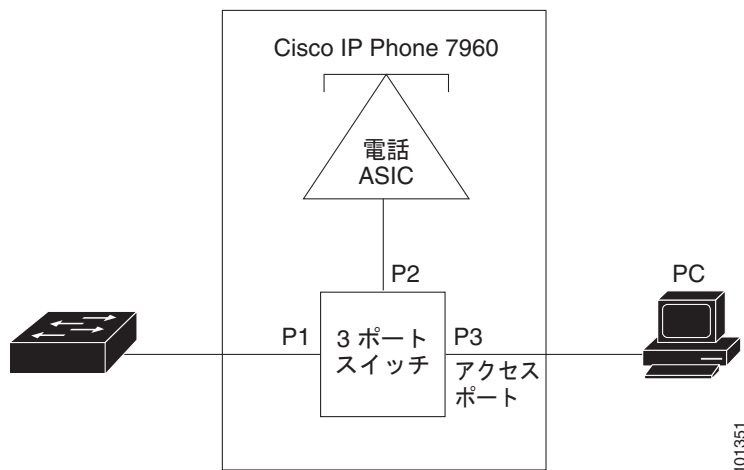 Cisco IP Phone 7960
電話
ASIC
P2
PC
P1
3 ポート
スイッチ
P3
アクセス
ポート
101351